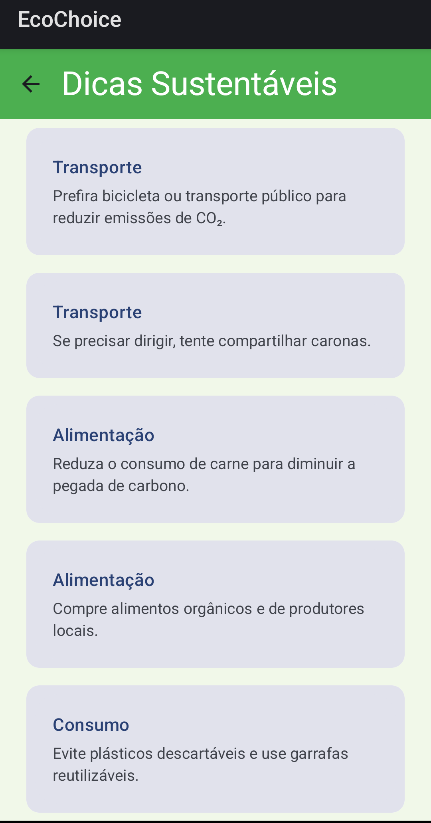 EcoChoice
Dicas Sustentáveis
Transporte
Prefira bicicleta ou transporte público para
reduzir emissões de CO₂.
Transporte
Se precisar dirigir, tente compartilhar caronas.
Alimentação
Reduza o consumo de carne para diminuir a
pegada de carbono.
Alimentação
Compre alimentos orgânicos e de produtores
locais.
Consumo
Evite plásticos descartáveis e use garrafas
reutilizáveis.